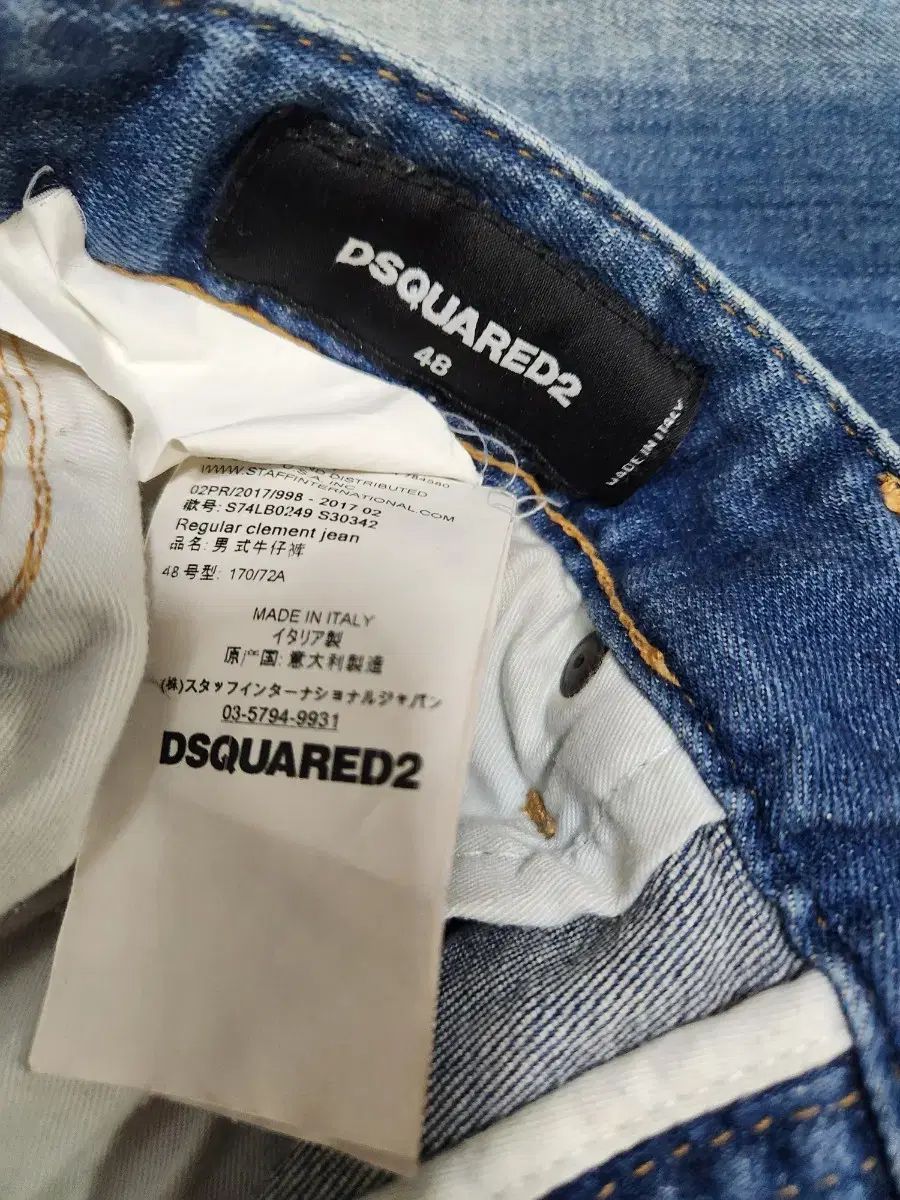 DSQUARED2
48
MADE IN ITALY
DISTRIBUTED
U.S.A. INC
WWW.STAFFINTERNATIONAL.COM
02PR/2017/998 - 2017 02
徽号: S74LB0249 S30342
Regular clement jean
品名: 男 式牛仔裤
48 号型: 170/72A
MADE IN ITALY
イタリア製
原产国: 意大利製造
(株)スタッフインターナショナルジャパン
03-5794-9931
DSQUARED2